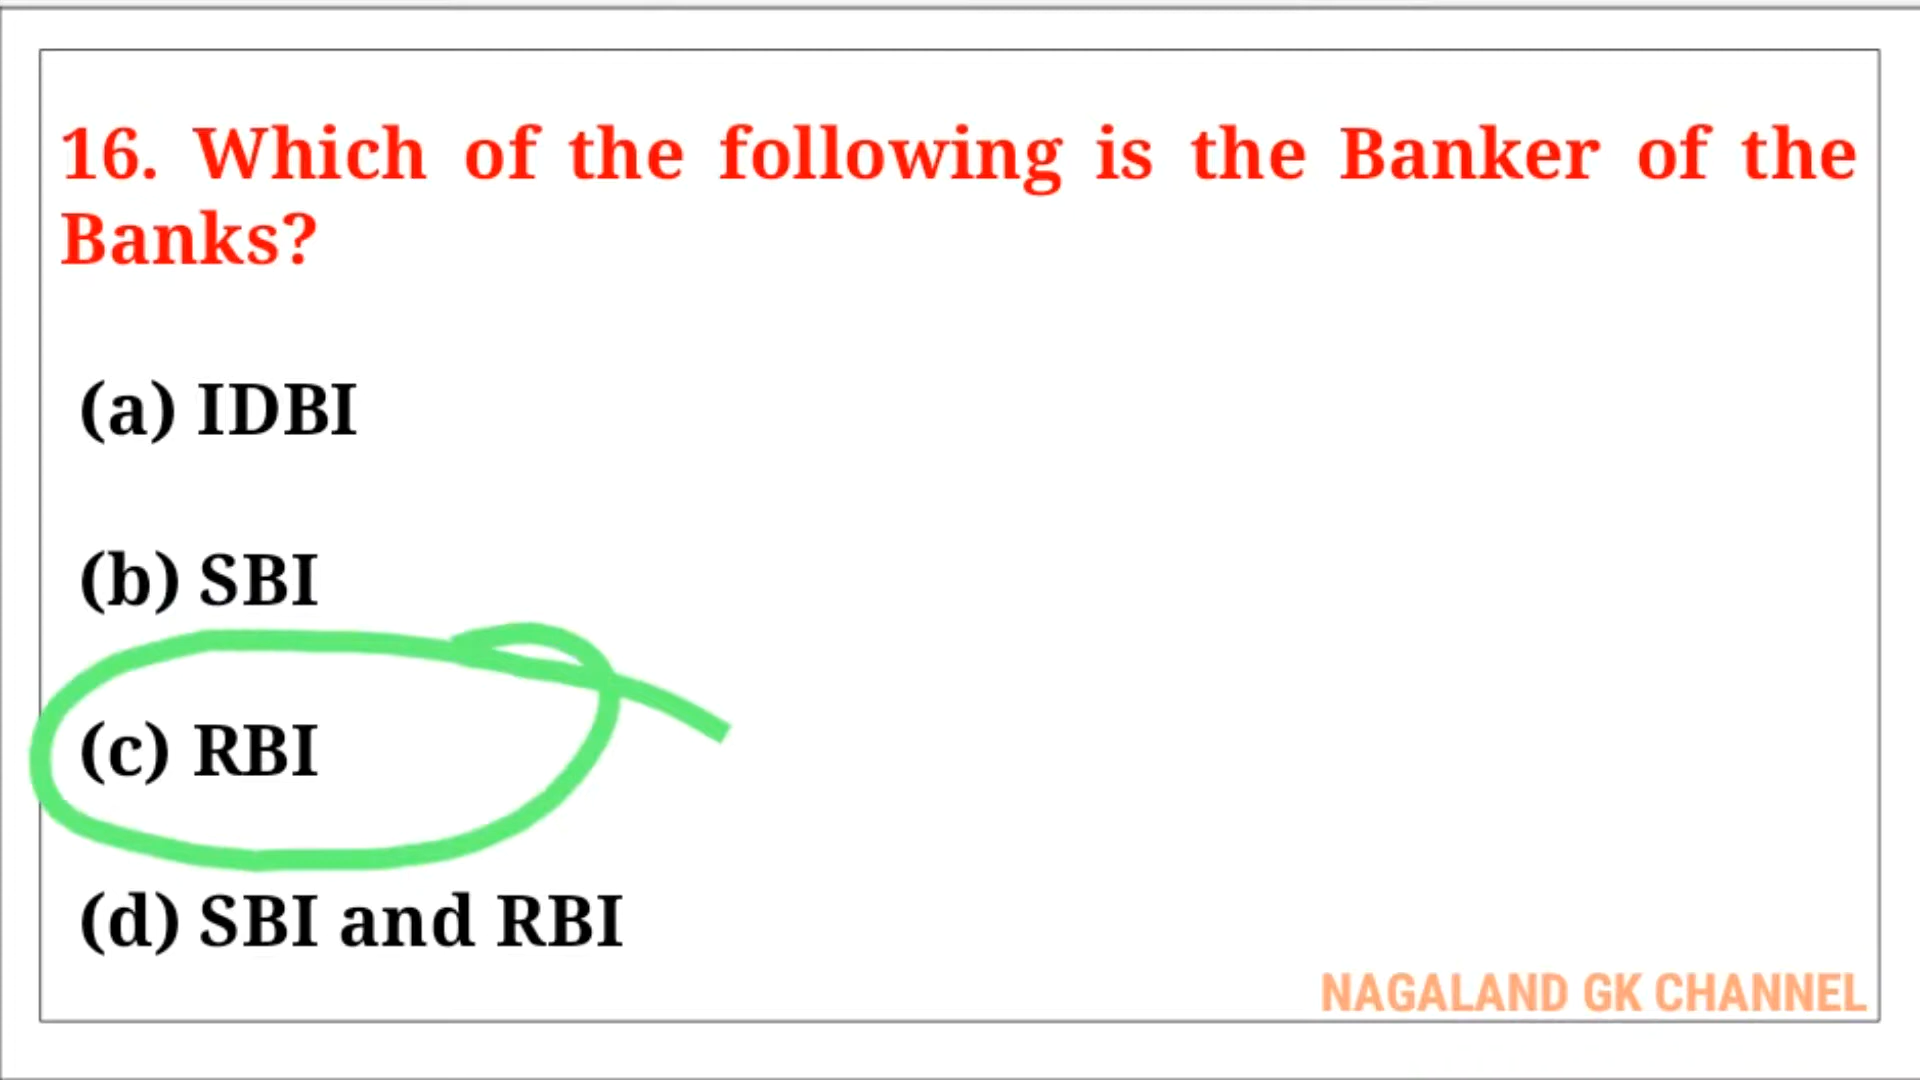 16. Which of the following is the Banker of the
Banks?
(a) IDBI
(b) SBI
(c) RBI
(d) SBI and RBI
NAGALAND GK CHANNEL